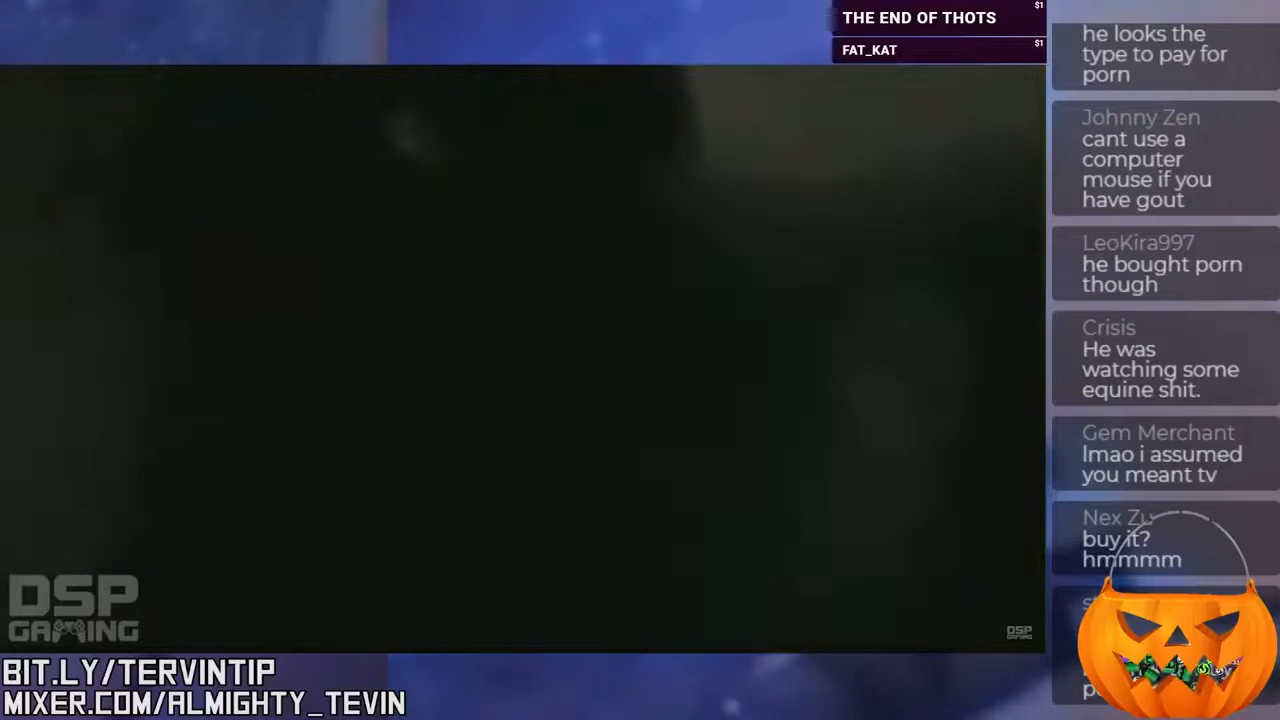 THE END OF THOTS
$1
FAT_KAT
$1
he looks the
type to pay for
porn
Johnny Zen
cant use a
computer
mouse if you
have gout
LeoKira997
he bought porn
though
Crisis
He was
watching some
equine shit.
Gem Merchant
lmao i assumed
you meant tv
Nex Zu
buy it?
hmmmm
DSP
GAMING
DSP
GAMING
BIT.LY/TERVINTIP
MIXER.COM/ALMIGHTY_TEVIN